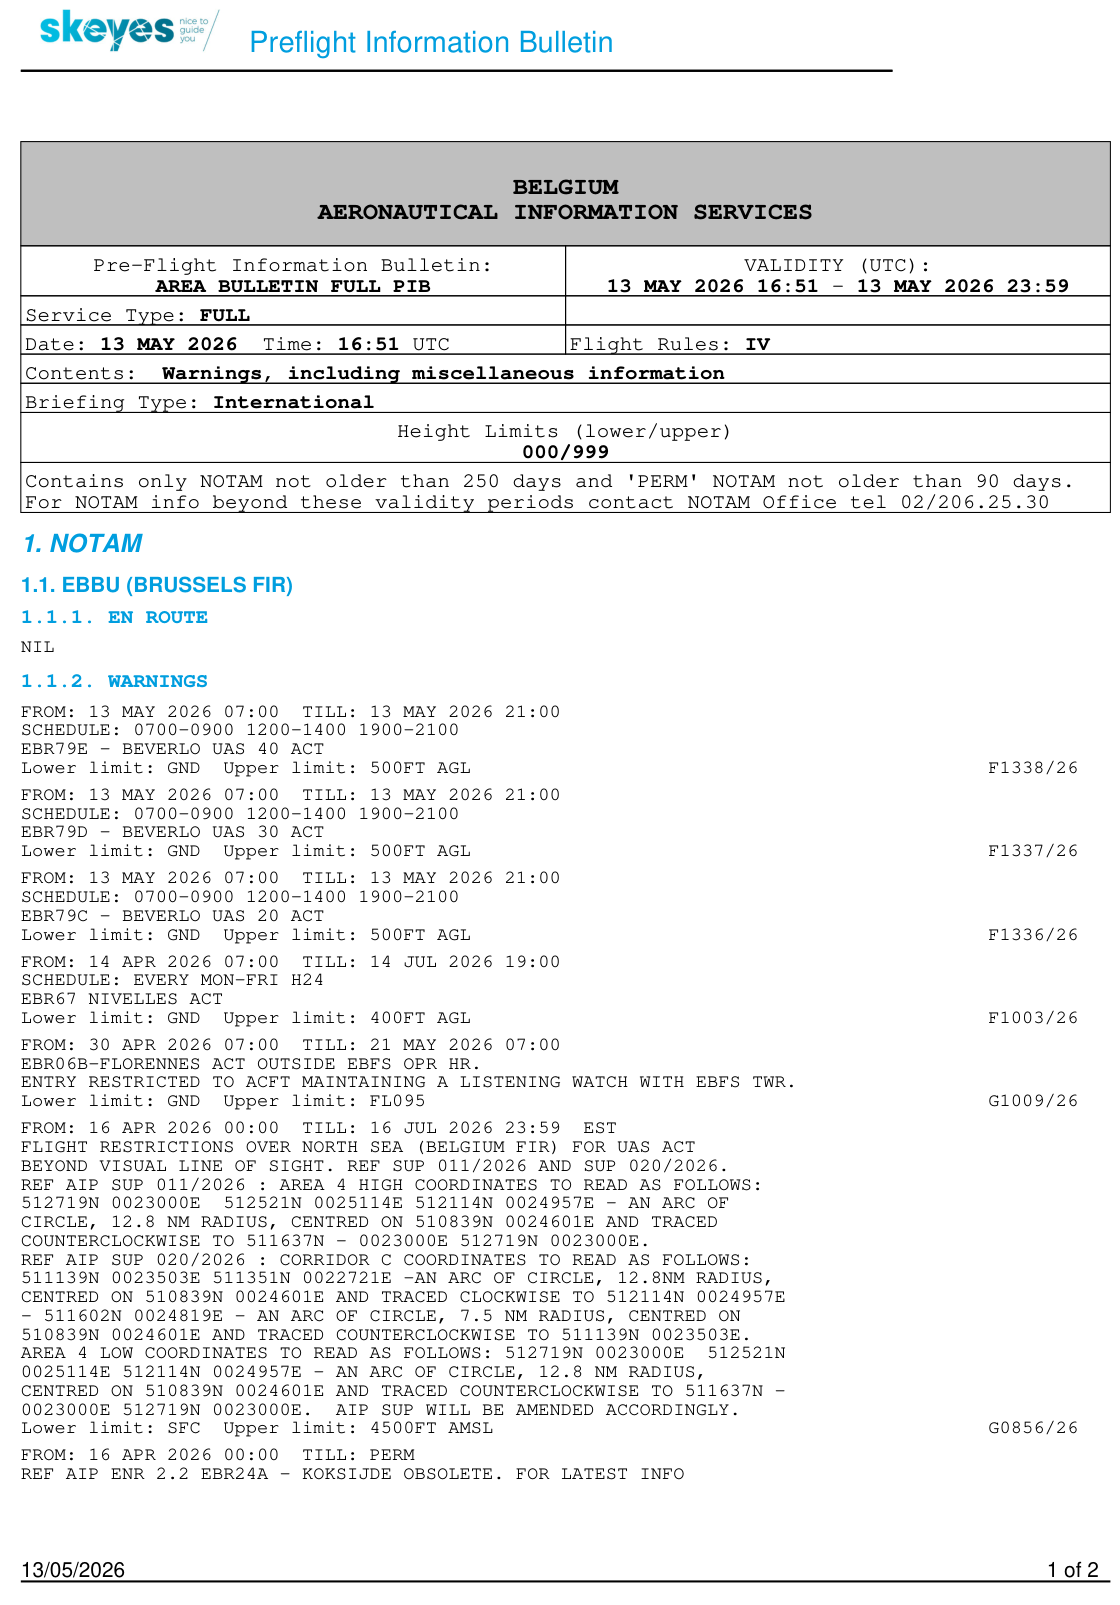 skeyes nice to guide you
Preflight Information Bulletin
BELGIUM
AERONAUTICAL INFORMATION SERVICES
Pre-Flight Information Bulletin:
AREA BULLETIN FULL PIB
VALIDITY (UTC):
13 MAY 2026 16:51 - 13 MAY 2026 23:59
Service Type: FULL
Date: 13 MAY 2026 Time: 16:51 UTC
Flight Rules: IV
Contents: Warnings, including miscellaneous information
Briefing Type: International
Height Limits (lower/upper)
000/999
Contains only NOTAM not older than 250 days and 'PERM' NOTAM not older than 90 days.
For NOTAM info beyond these validity periods contact NOTAM Office tel 02/206.25.30
1. NOTAM
1.1. EBBU (BRUSSELS FIR)
1.1.1. EN ROUTE
NIL
1.1.2. WARNINGS
FROM: 13 MAY 2026 07:00 TILL: 13 MAY 2026 21:00
SCHEDULE: 0700-0900 1200-1400 1900-2100
EBR79E - BEVERLO UAS 40 ACT
Lower limit: GND Upper limit: 500FT AGL F1338/26
FROM: 13 MAY 2026 07:00 TILL: 13 MAY 2026 21:00
SCHEDULE: 0700-0900 1200-1400 1900-2100
EBR79D - BEVERLO UAS 30 ACT
Lower limit: GND Upper limit: 500FT AGL F1337/26
FROM: 13 MAY 2026 07:00 TILL: 13 MAY 2026 21:00
SCHEDULE: 0700-0900 1200-1400 1900-2100
EBR79C - BEVERLO UAS 20 ACT
Lower limit: GND Upper limit: 500FT AGL F1336/26
FROM: 14 APR 2026 07:00 TILL: 14 JUL 2026 19:00
SCHEDULE: EVERY MON-FRI H24
EBR67 NIVELLES ACT
Lower limit: GND Upper limit: 400FT AGL F1003/26
FROM: 30 APR 2026 07:00 TILL: 21 MAY 2026 07:00
EBR06B-FLORENNES ACT OUTSIDE EBFS OPR HR.
ENTRY RESTRICTED TO ACFT MAINTAINING A LISTENING WATCH WITH EBFS TWR.
Lower limit: GND Upper limit: FL095 G1009/26
FROM: 16 APR 2026 00:00 TILL: 16 JUL 2026 23:59 EST
FLIGHT RESTRICTIONS OVER NORTH SEA (BELGIUM FIR) FOR UAS ACT
BEYOND VISUAL LINE OF SIGHT. REF SUP 011/2026 AND SUP 020/2026.
REF AIP SUP 011/2026 : AREA 4 HIGH COORDINATES TO READ AS FOLLOWS:
512719N 0023000E 512521N 0025114E 512114N 0024957E - AN ARC OF
CIRCLE, 12.8 NM RADIUS, CENTRED ON 510839N 0024601E AND TRACED
COUNTERCLOCKWISE TO 511637N - 0023000E 512719N 0023000E.
REF AIP SUP 020/2026 : CORRIDOR C COORDINATES TO READ AS FOLLOWS:
511139N 0023503E 511351N 0022721E -AN ARC OF CIRCLE, 12.8NM RADIUS,
CENTRED ON 510839N 0024601E AND TRACED CLOCKWISE TO 512114N 0024957E
- 511602N 0024819E - AN ARC OF CIRCLE, 7.5 NM RADIUS, CENTRED ON
510839N 0024601E AND TRACED COUNTERCLOCKWISE TO 511139N 0023503E.
AREA 4 LOW COORDINATES TO READ AS FOLLOWS: 512719N 0023000E 512521N
0025114E 512114N 0024957E - AN ARC OF CIRCLE, 12.8 NM RADIUS,
CENTRED ON 510839N 0024601E AND TRACED COUNTERCLOCKWISE TO 511637N -
0023000E 512719N 0023000E. AIP SUP WILL BE AMENDED ACCORDINGLY.
Lower limit: SFC Upper limit: 4500FT AMSL G0856/26
FROM: 16 APR 2026 00:00 TILL: PERM
REF AIP ENR 2.2 EBR24A - KOKSIJDE OBSOLETE. FOR LATEST INFO
13/05/2026 1 of 2